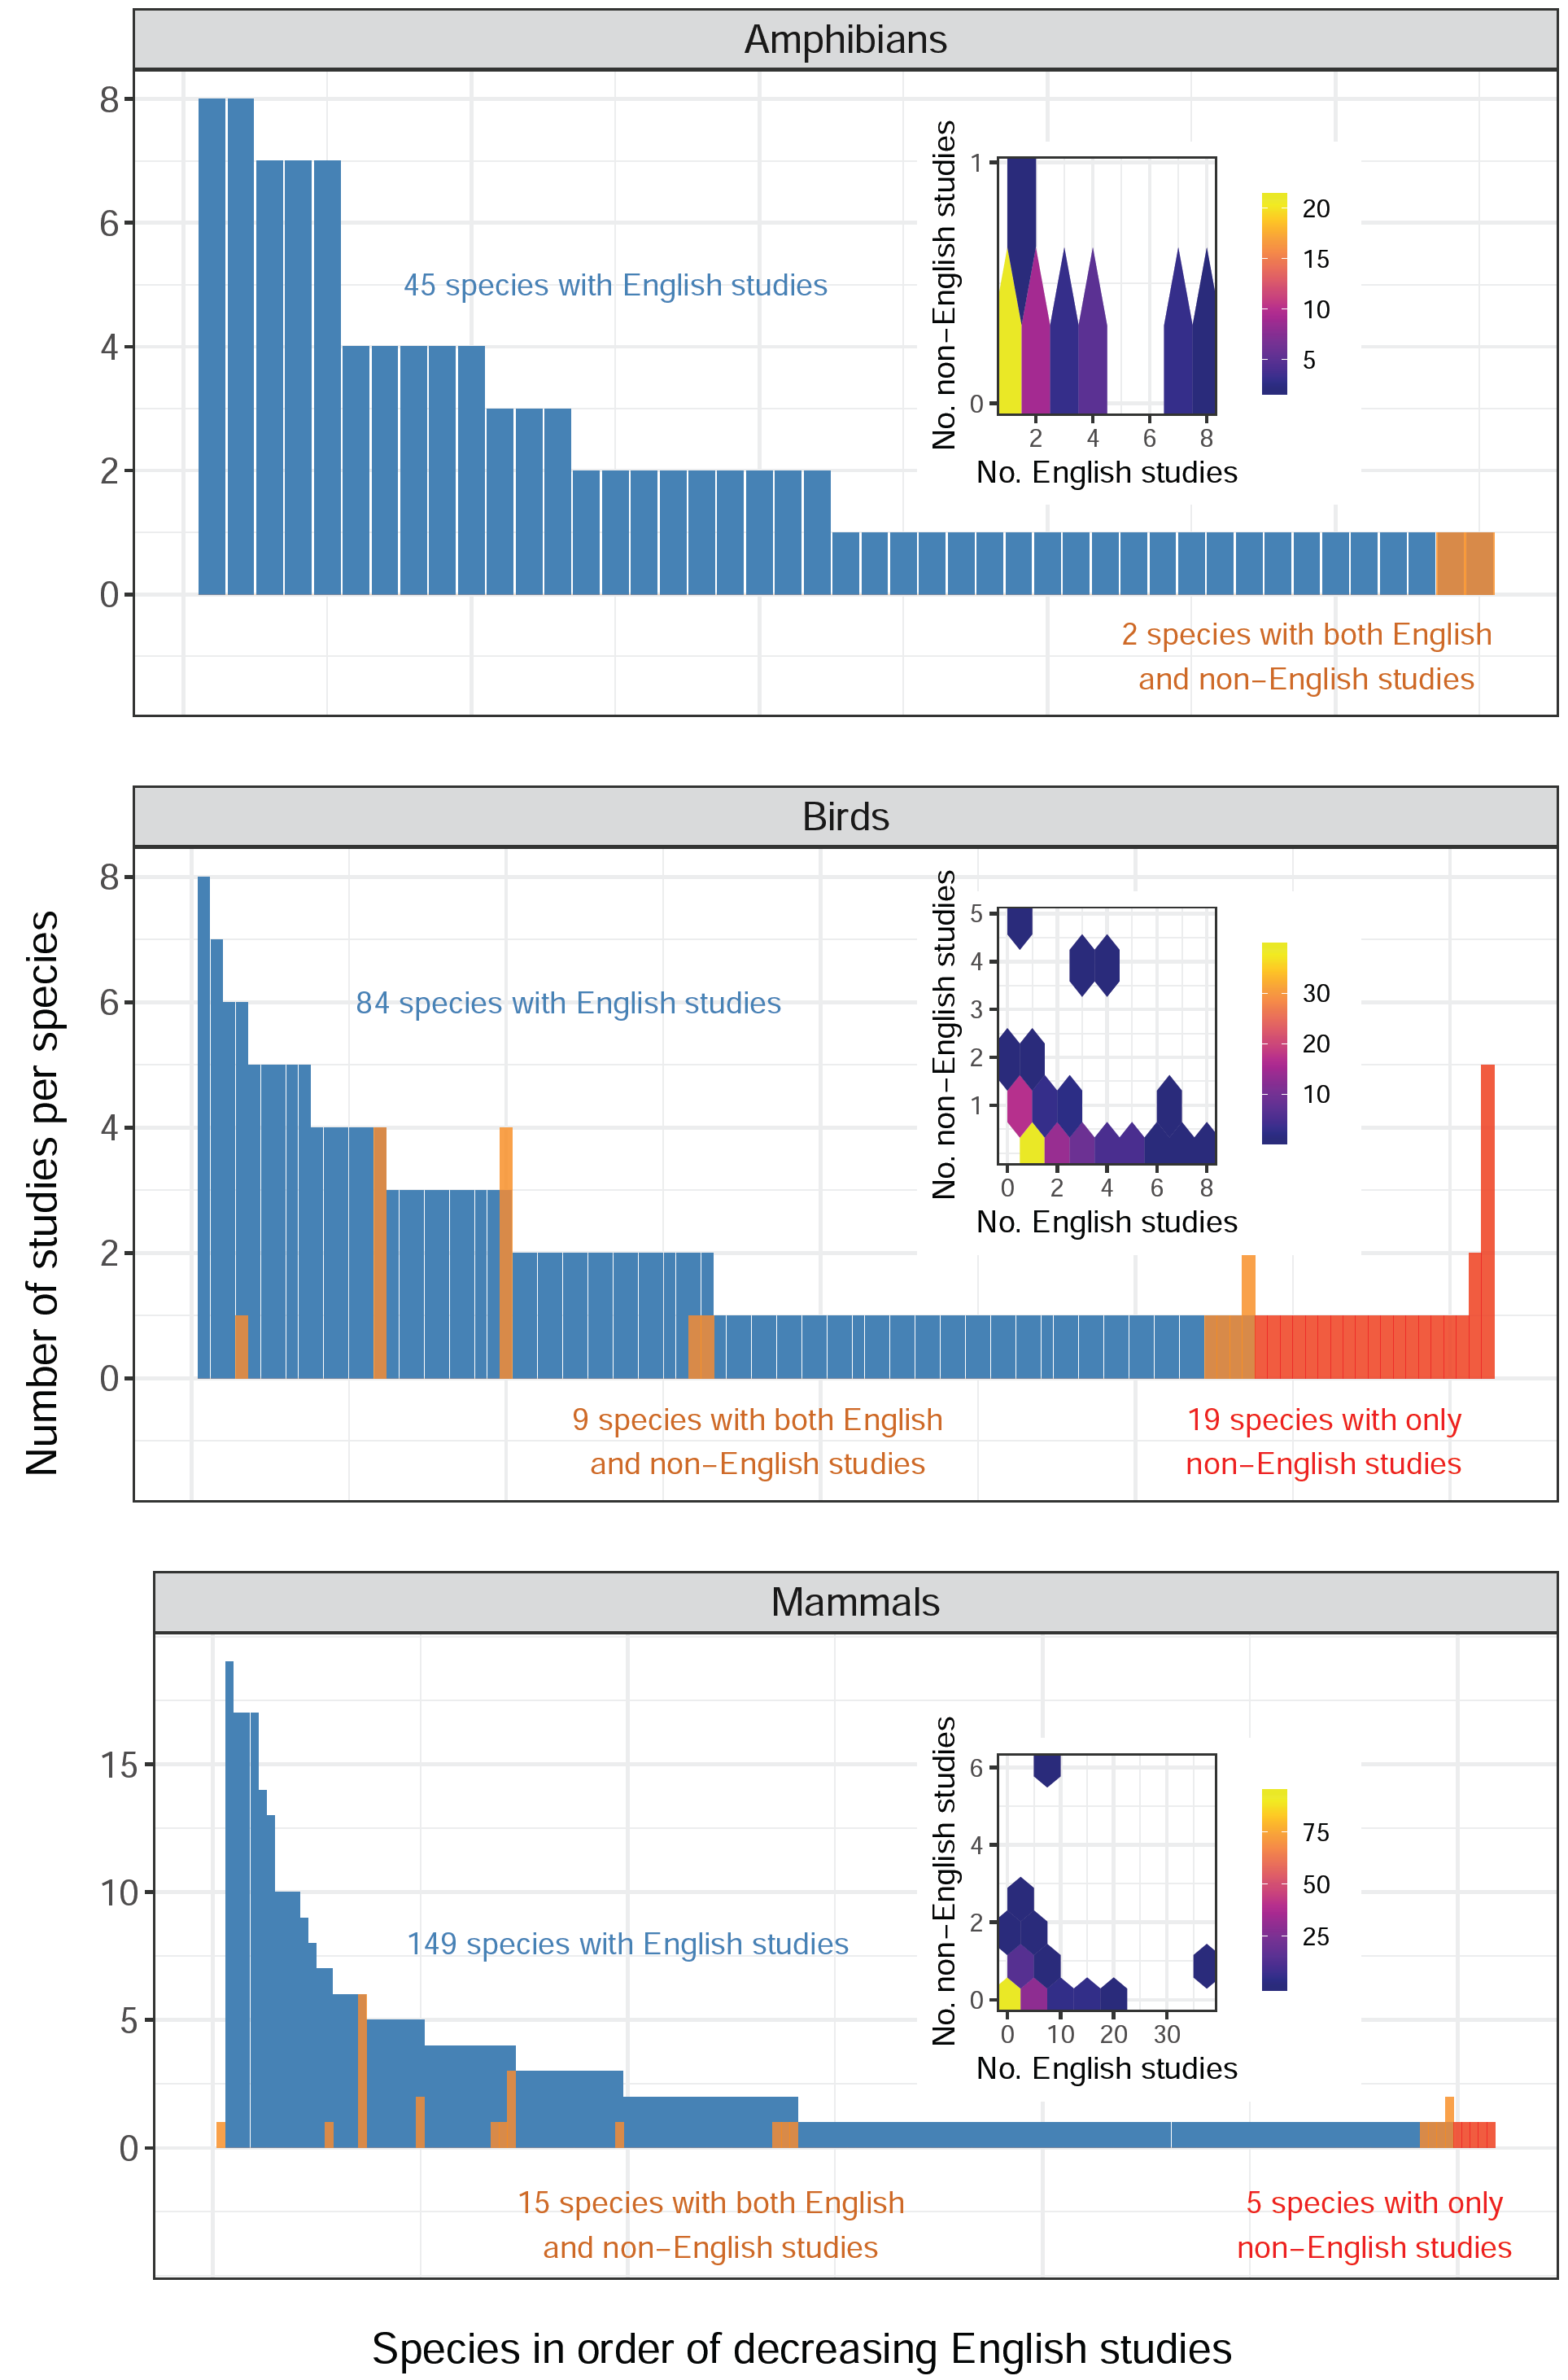 Amphibians
8
6
4
2
0
45 species with English studies
2 species with both English
and non−English studies
No. non−English studies
1
0
2
4
6
8
No. English studies
20
15
10
5
Number of studies per species
Birds
8
6
4
2
0
84 species with English studies
9 species with both English
and non−English studies
19 species with only
non−English studies
No. non−English studies
5
4
3
2
1
0
2
4
6
8
No. English studies
30
20
10
Mammals
15
10
5
0
149 species with English studies
15 species with both English
and non−English studies
5 species with only
non−English studies
No. non−English studies
6
4
2
0
0
10
20
30
No. English studies
75
50
25
Species in order of decreasing English studies